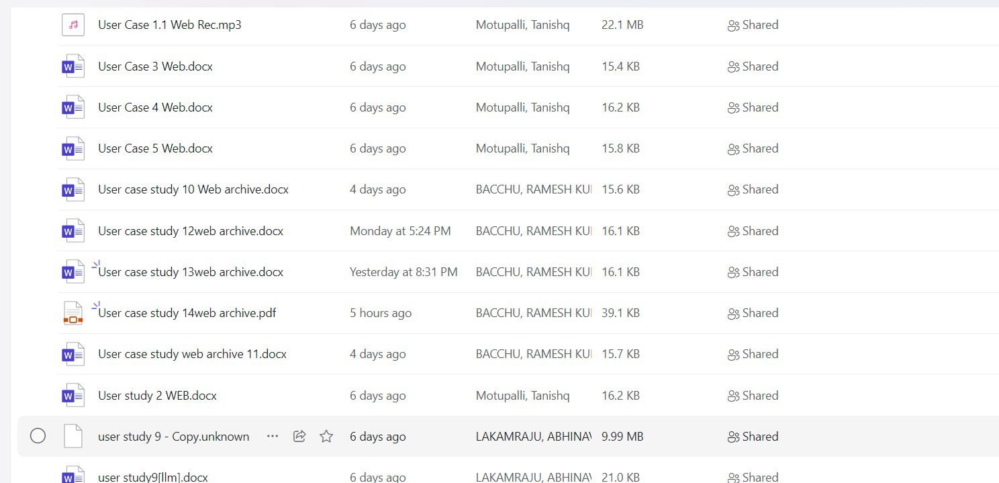 User Case 1.1 Web Rec.mp3 6 days ago Motupalli, Tanishq 22.1 MB Shared
User Case 3 Web.docx 6 days ago Motupalli, Tanishq 15.4 KB Shared
User Case 4 Web.docx 6 days ago Motupalli, Tanishq 16.2 KB Shared
User Case 5 Web.docx 6 days ago Motupalli, Tanishq 15.8 KB Shared
User case study 10 Web archive.docx 4 days ago BACCHU, RAMESH KU 15.6 KB Shared
User case study 12web archive.docx Monday at 5:24 PM BACCHU, RAMESH KU 16.1 KB Shared
User case study 13web archive.docx Yesterday at 8:31 PM BACCHU, RAMESH KU 16.1 KB Shared
User case study 14web archive.pdf 5 hours ago BACCHU, RAMESH KU 39.1 KB Shared
User case study web archive 11.docx 4 days ago BACCHU, RAMESH KU 15.7 KB Shared
User study 2 WEB.docx 6 days ago Motupalli, Tanishq 16.2 KB Shared
user study 9 - Copy.unknown 6 days ago LAKAMRAJU, ABHINAV 9.99 MB Shared
user study9[llm].docx 6 days ago LAKAMRAJU, ABHINAV 21.0 KB Shared